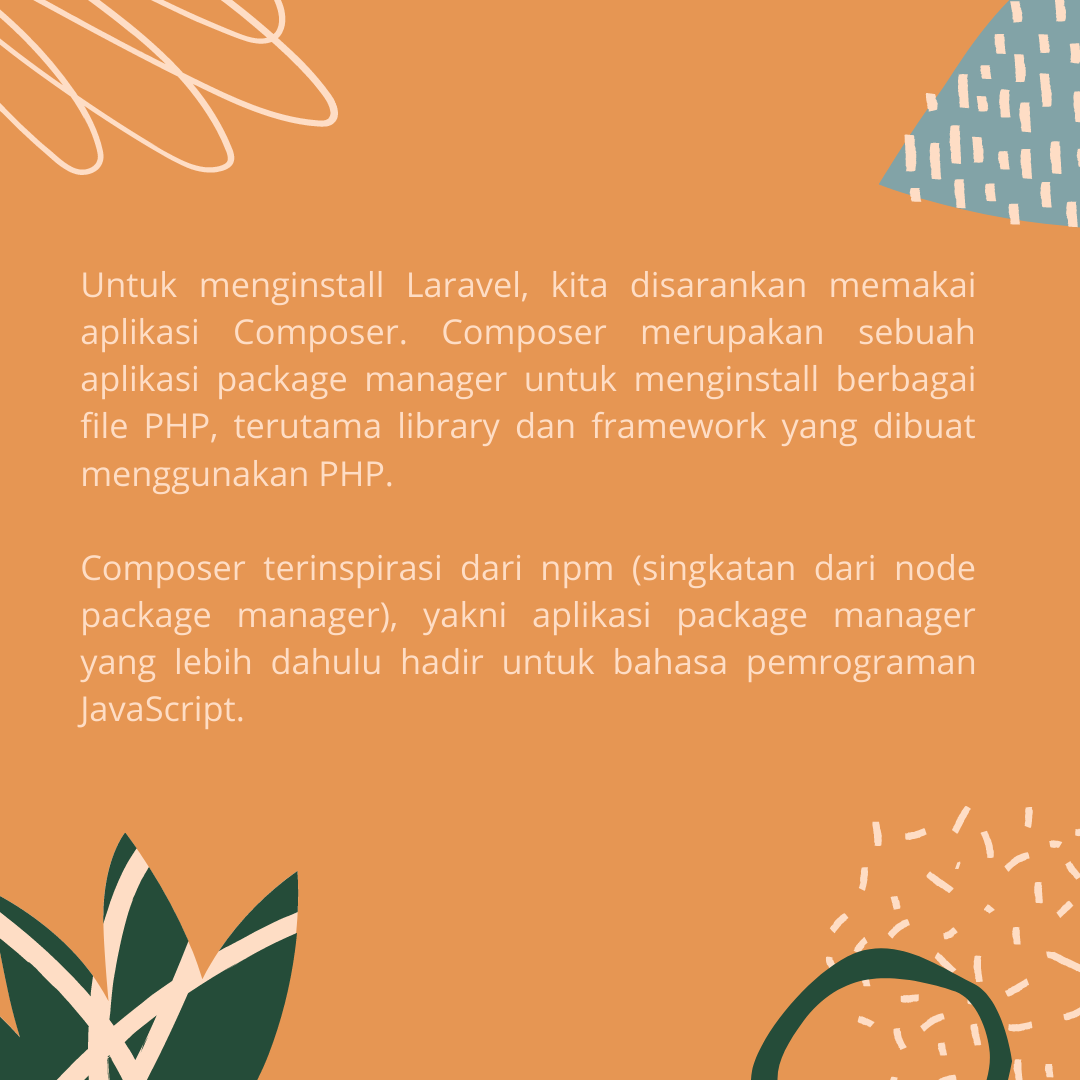 Untuk menginstall Laravel, kita disarankan memakai
aplikasi Composer. Composer merupakan sebuah
aplikasi package manager untuk menginstall berbagai
file PHP, terutama library dan framework yang dibuat
menggunakan PHP.
Composer terinspirasi dari npm (singkatan dari node
package manager), yakni aplikasi package manager
yang lebih dahulu hadir untuk bahasa pemrograman
JavaScript.